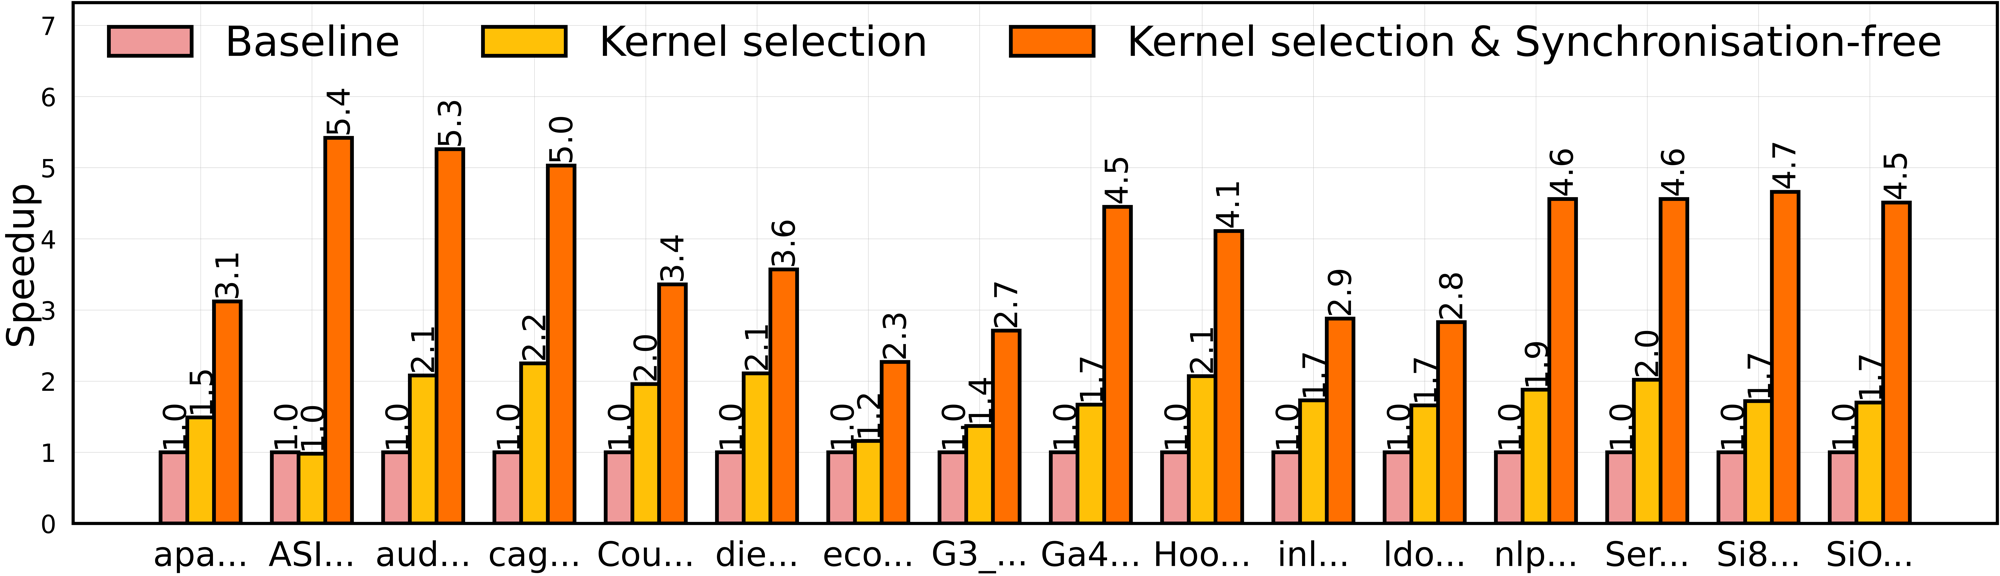 Baseline Kernel selection Kernel selection & Synchronisation-free
Speedup
7
6
5
4
3
2
1
0
1.0 1.5 3.1
1.0 1.0 5.4
1.0 2.1 5.3
1.0 2.2 5.0
1.0 2.0 3.4
1.0 2.1 3.6
1.0 1.2 2.3
1.0 1.4 2.7
1.0 1.7 4.5
1.0 2.1 4.1
1.0 1.7 2.9
1.0 1.7 2.8
1.0 1.9 4.6
1.0 2.0 4.6
1.0 1.7 4.7
1.0 1.7 4.5
apa... ASI... aud... cag... Cou... die... eco... G3_... Ga4... Hoo... inl... ldo... nlp... Ser... Si8... SiO...